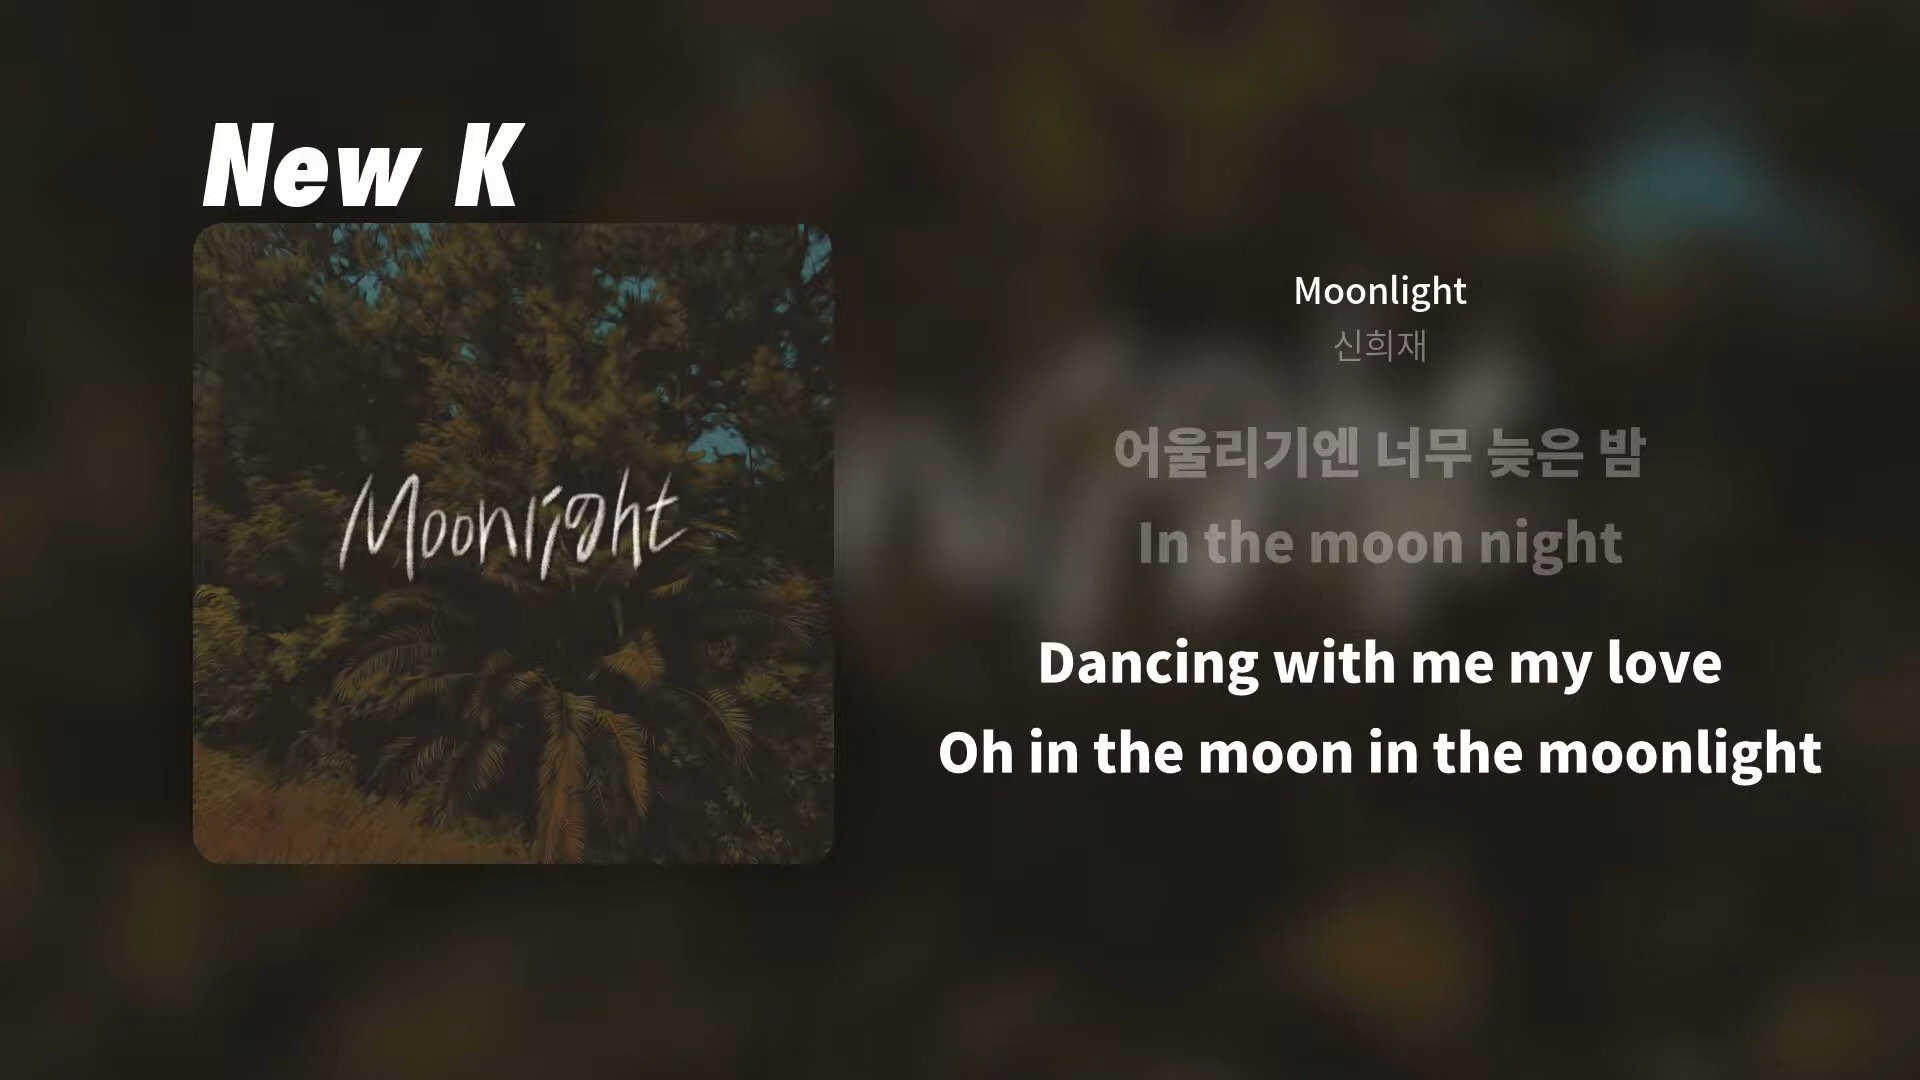 New K
Moonlight
Moonlight
신희재
어울리기엔 너무 늦은 밤
In the moon night
Dancing with me my love
Oh in the moon in the moonlight